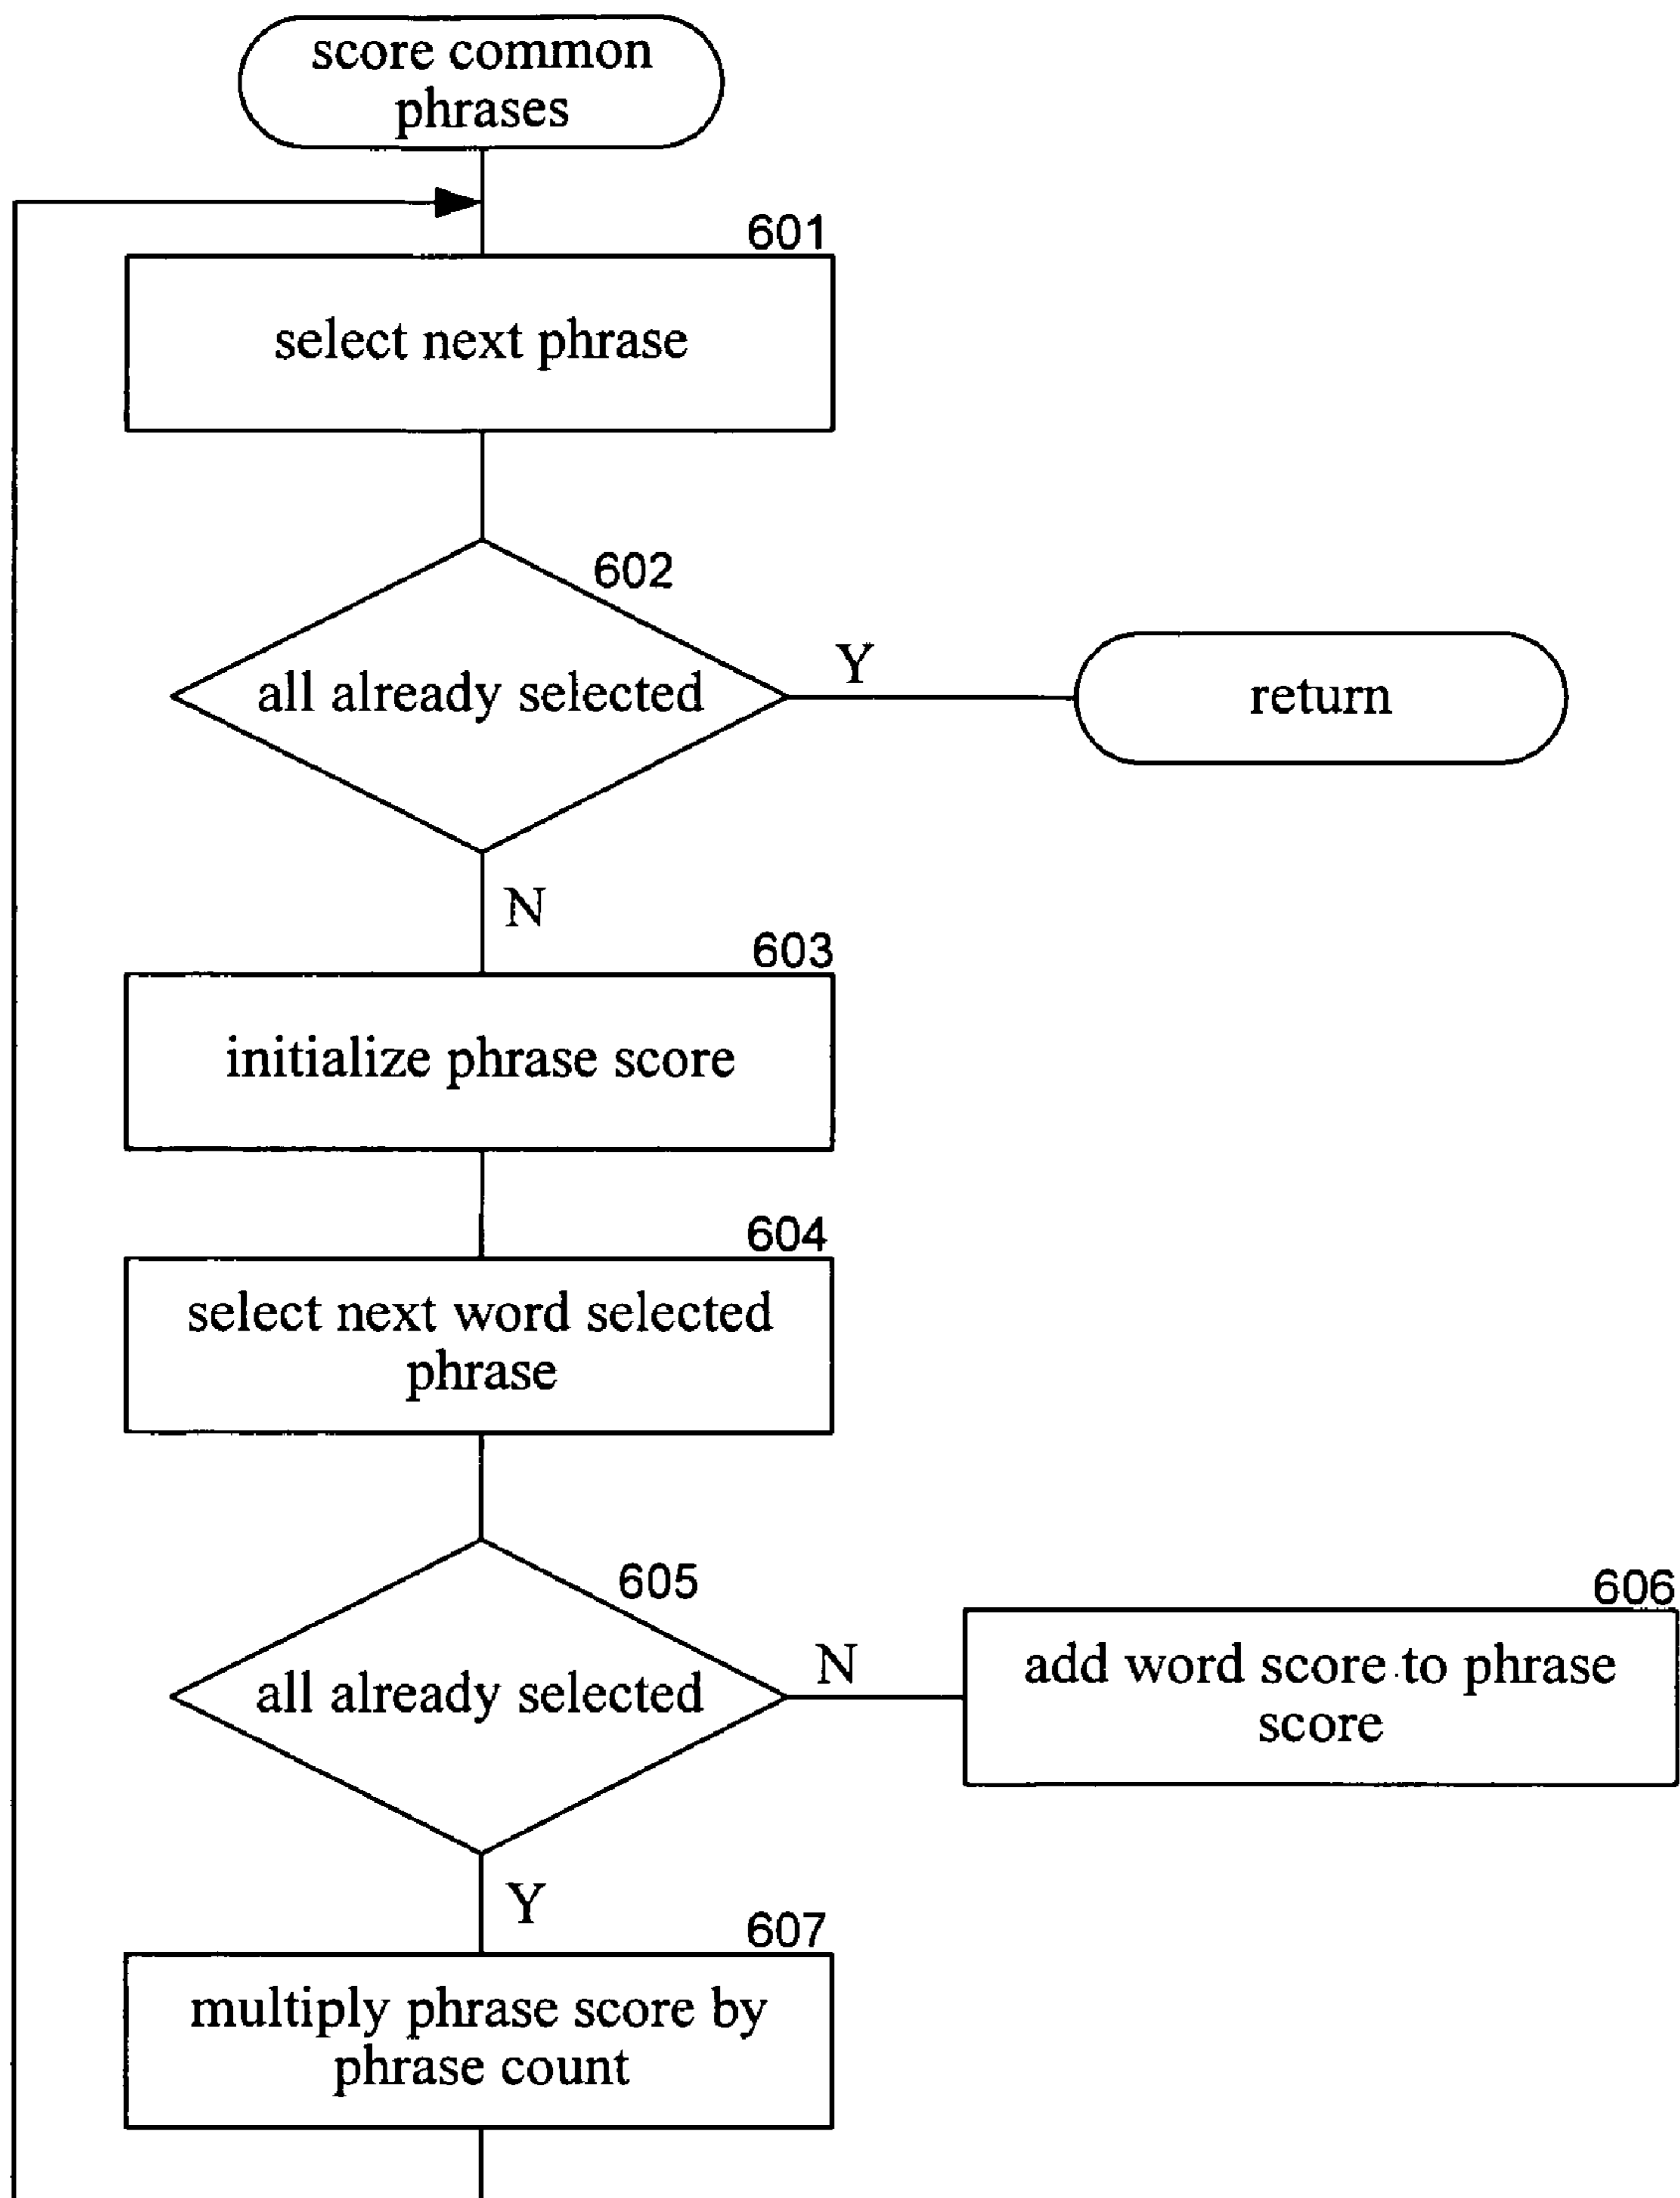 score common
phrases
601
select next phrase
602
all already selected
Y
return
N
603
initialize phrase score
604
select next word selected
phrase
605
all already selected
N
606
add word score to phrase
score
Y
607
multiply phrase score by
phrase count